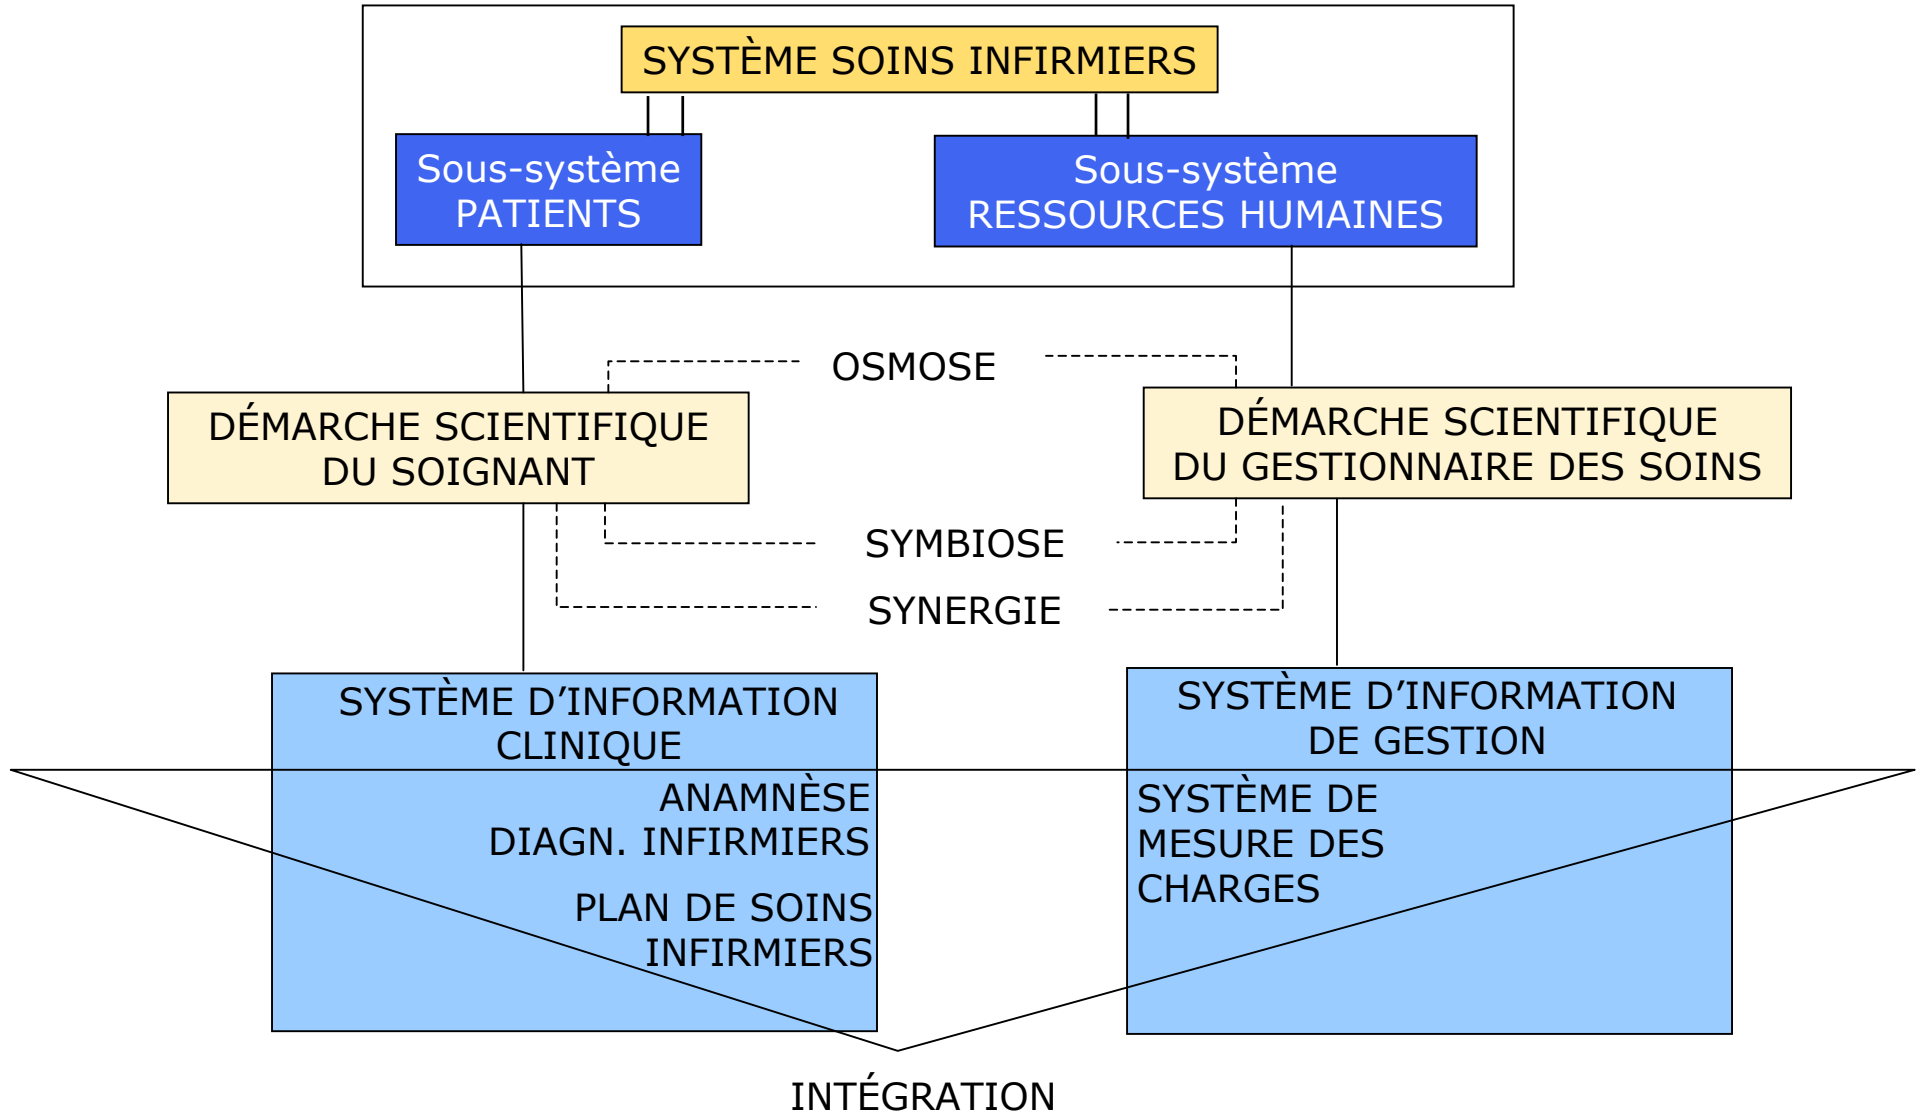 SYSTÈME SOINS INFIRMIERS
Sous-système
PATIENTS
Sous-système
RESSOURCES HUMAINES
OSMOSE
DÉMARCHE SCIENTIFIQUE
DU SOIGNANT
DÉMARCHE SCIENTIFIQUE
DU GESTIONNAIRE DES SOINS
SYMBIOSE
SYNERGIE
SYSTÈME D’INFORMATION
CLINIQUE
ANAMNÈSE
DIAGN. INFIRMIERS
PLAN DE SOINS
INFIRMIERS
SYSTÈME D’INFORMATION
DE GESTION
SYSTÈME DE
MESURE DES
CHARGES
INTÉGRATION